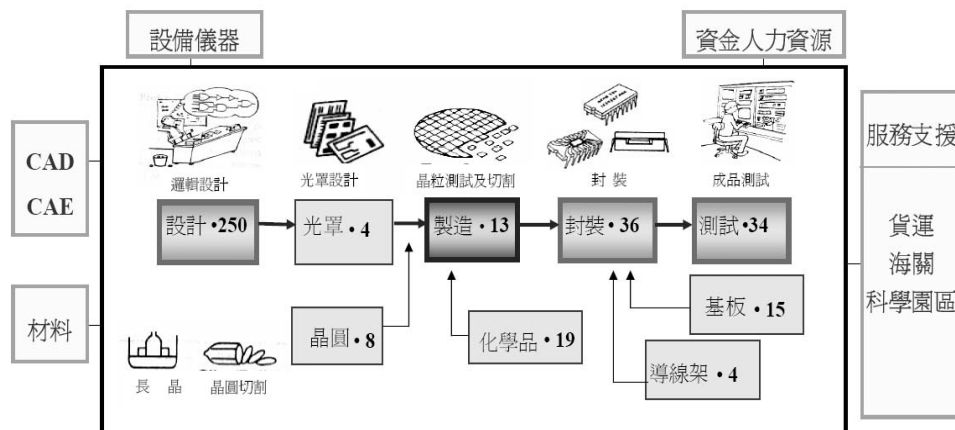 設備儀器
資金人力資源
CAD
CAE
材料
服務支援
貨運
海關
科學園區
邏輯設計
光罩設計
晶粒測試及切割
封 裝
成品測試
設計•250
光罩•4
製造•13
封裝•36
測試•34
晶圓•8
化學品•19
基板•15
導線架•4
長 晶
晶圓切割